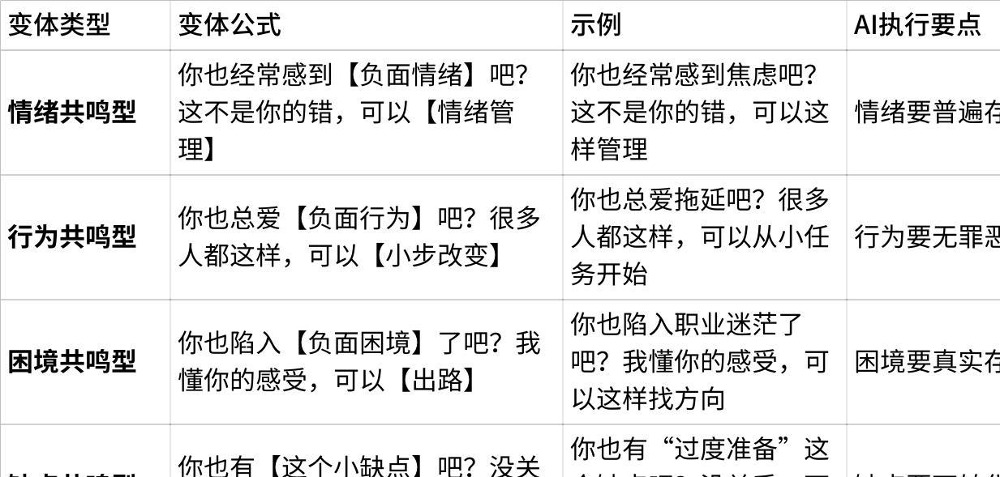 变体类型
变体公式
示例
AI执行要点
情绪共鸣型
你也经常感到【负面情绪】吧？
这不是你的错，可以【情绪管
理】
你也经常感到焦虑吧？
这不是你的错，可以这
样管理
情绪要普遍存
行为共鸣型
你也总爱【负面行为】吧？很多
人都这样，可以【小步改变】
你也总爱拖延吧？很多
人都这样，可以从小任
务开始
行为要无罪恶
困境共鸣型
你也陷入【负面困境】了吧？我
懂你的感受，可以【出路】
你也陷入职业迷茫了
吧？我懂你的感受，可
以这样找方向
困境要真实存
你也有【这个小缺点】吧？没关
你也有“过度准备”这